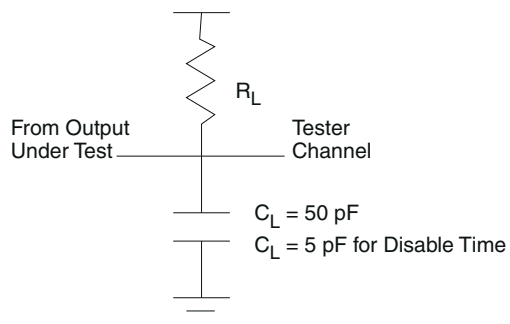 R_L
From Output
Under Test
Tester
Channel
C_L = 50 pF
C_L = 5 pF for Disable Time